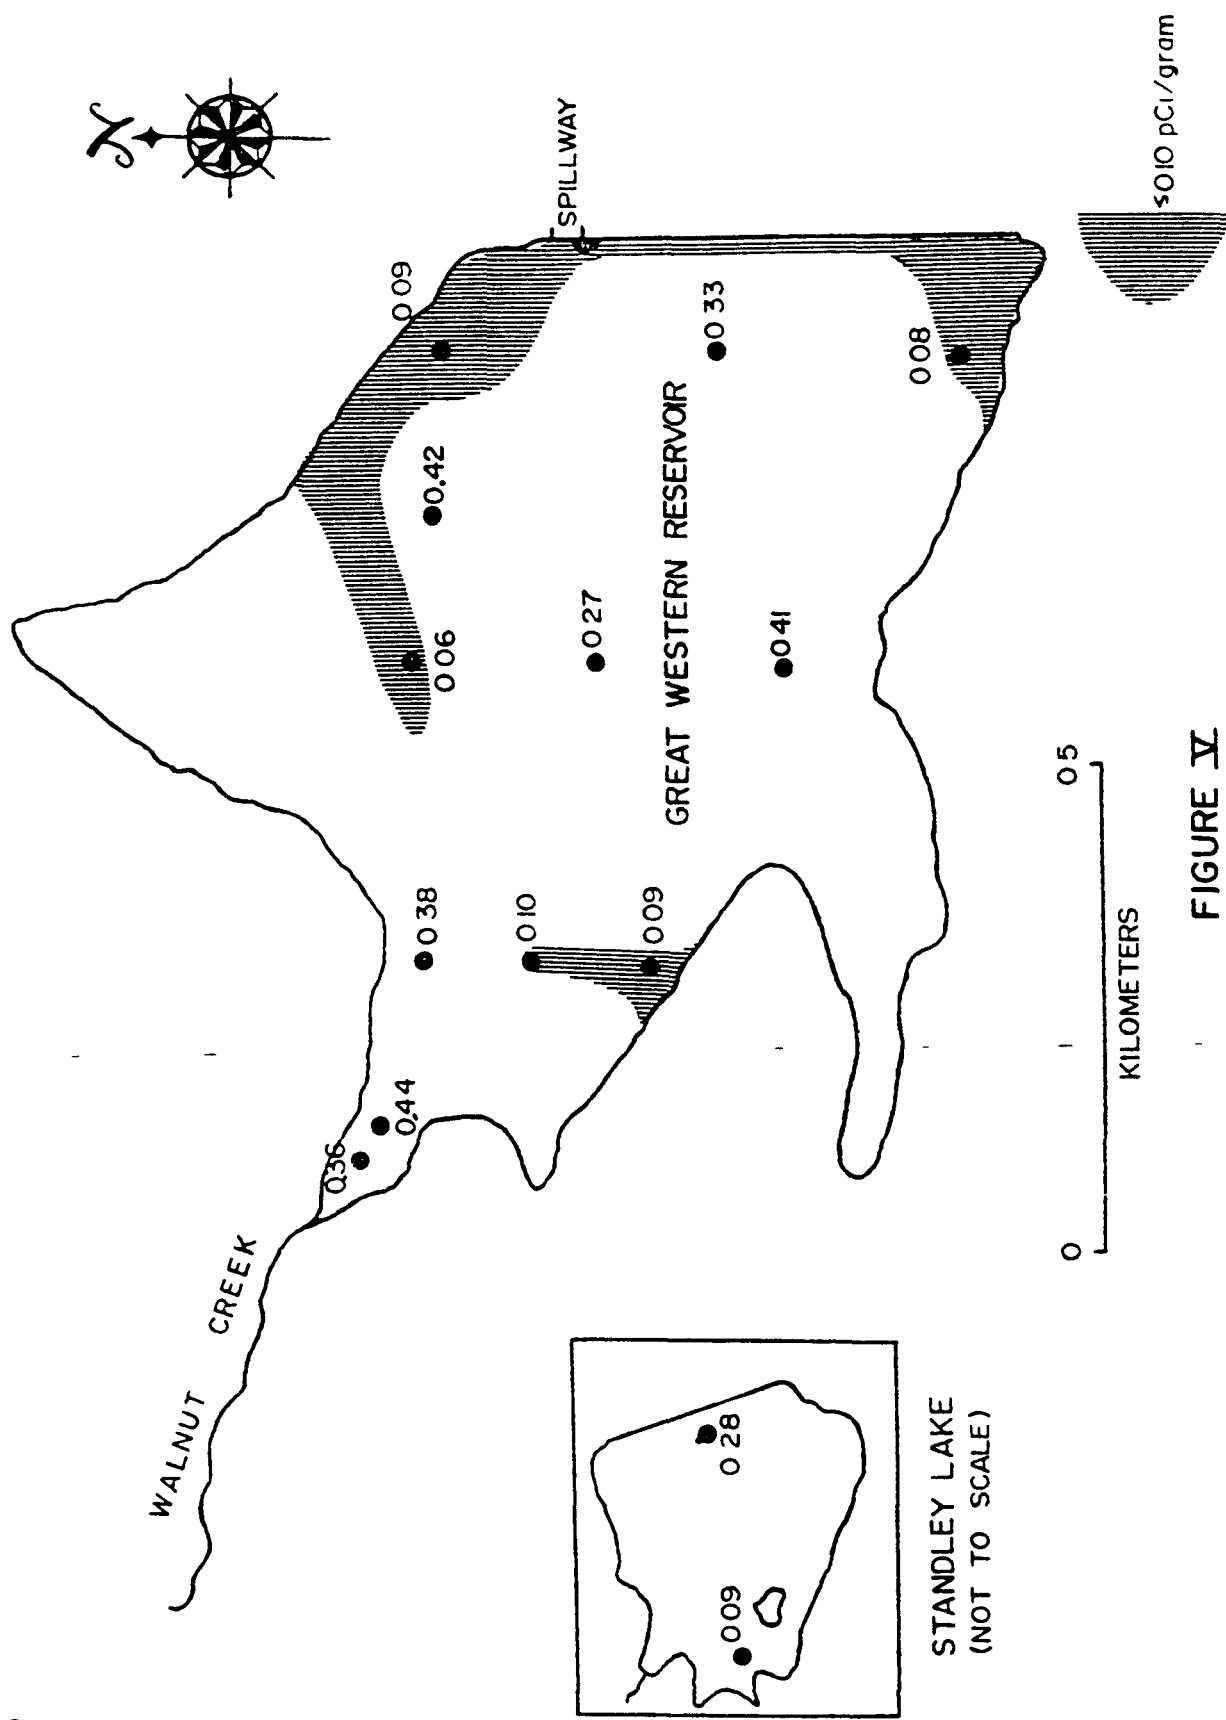 N
WALNUT CREEK
0.36
0.44
0 38
0 10
0 09
0 06
0.42
0 09
0 27
0 41
0 33
0 08
SPILLWAY
GREAT WESTERN RESERVOIR
0 28
0 09
STANDLEY LAKE
(NOT TO SCALE)
0 0 5
KILOMETERS
≤0 10 pCi/gram
FIGURE V